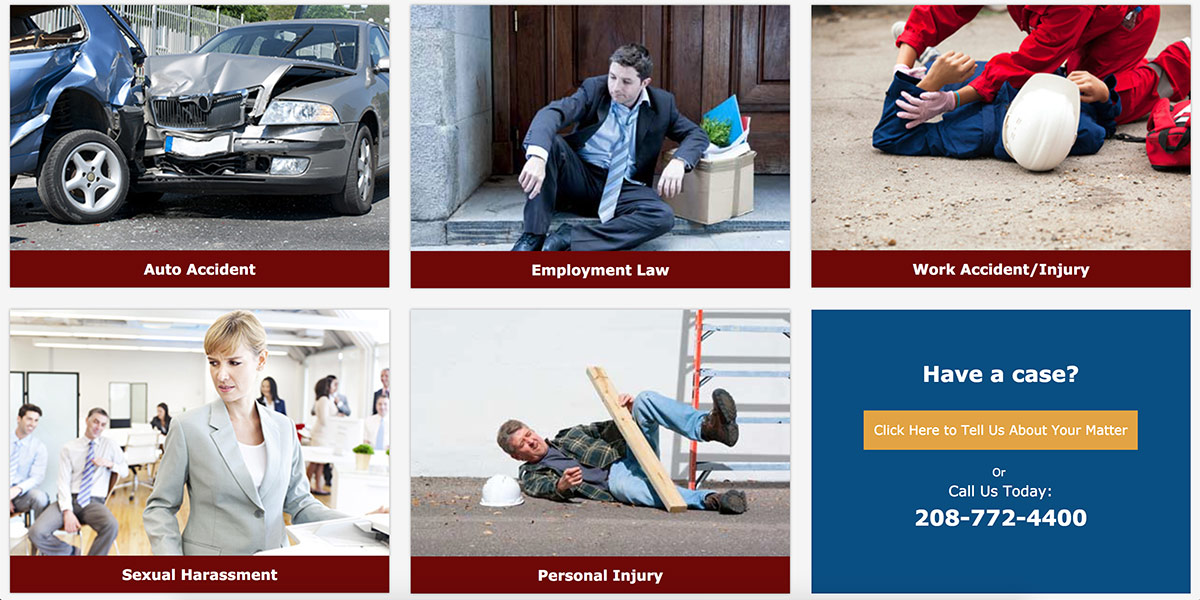 Auto Accident
Employment Law
Work Accident/Injury
Sexual Harassment
Personal Injury
Have a case?
Click Here to Tell Us About Your Matter
Or
Call Us Today:
208-772-4400